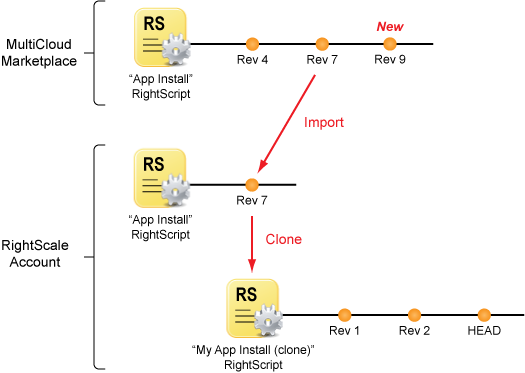 MultiCloud
Marketplace
RS
New
Rev 4
Rev 7
Rev 9
“App Install”
RightScript
Import
RS
Rev 7
“App Install”
RightScript
RightScale
Account
Clone
RS
Rev 1
Rev 2
HEAD
“My App Install (clone)”
RightScript